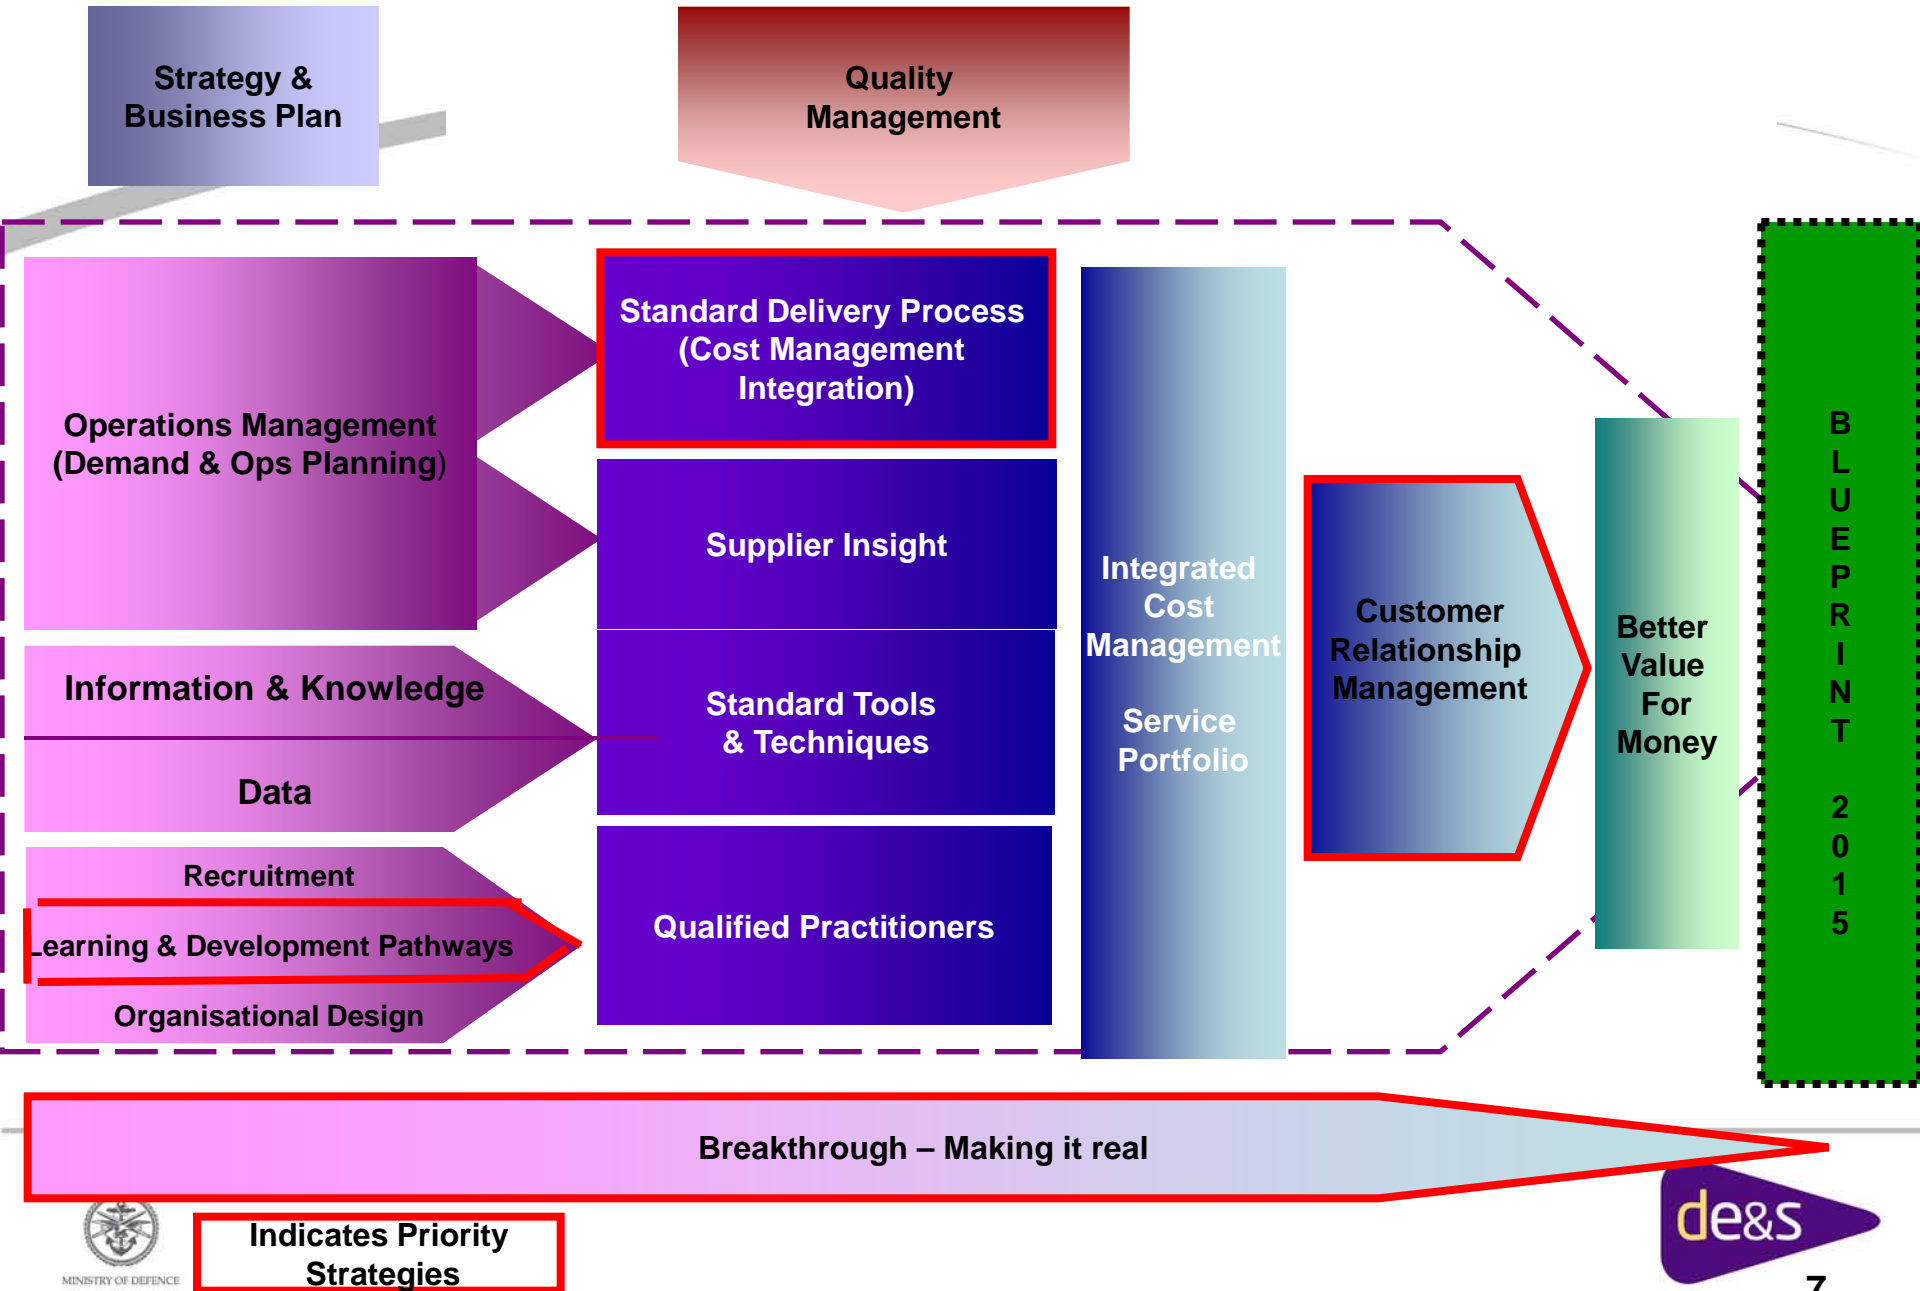 Strategy &
Business Plan
Quality
Management
Operations Management
(Demand & Ops Planning)
Standard Delivery Process
(Cost Management
Integration)
Supplier Insight
Information & Knowledge
Data
Standard Tools
& Techniques
Recruitment
Learning & Development Pathways
Organisational Design
Qualified Practitioners
Integrated
Cost
Management
Service
Portfolio
Customer
Relationship
Management
Better
Value
For
Money
B
L
U
E
P
R
I
N
T
2
0
1
5
Breakthrough – Making it real
MINISTRY OF DEFENCE
Indicates Priority
Strategies
de&s
7